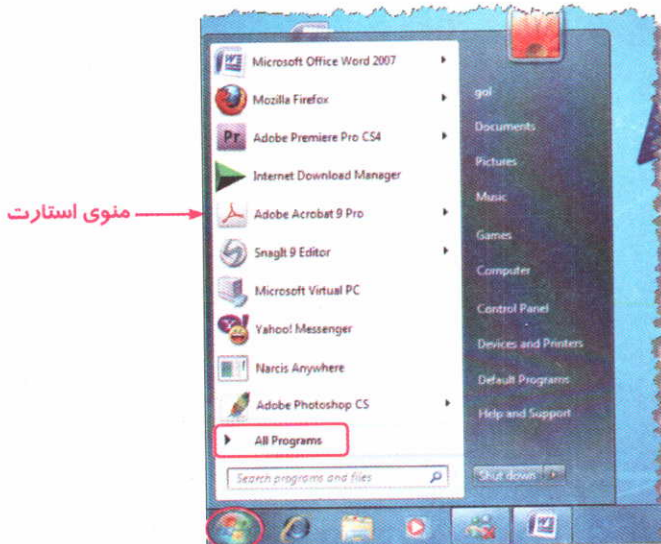 منوی استارت
Microsoft Office Word 2007
Mozilla Firefox
Pr Adobe Premiere Pro CS4
Internet Download Manager
Adobe Acrobat 9 Pro
SnagIt 9 Editor
Microsoft Virtual PC
Yahoo! Messenger
Narcis Anywhere
Adobe Photoshop CS
All Programs
Search programs and files
gol
Documents
Pictures
Music
Games
Computer
Control Panel
Devices and Printers
Default Programs
Help and Support
Shut down